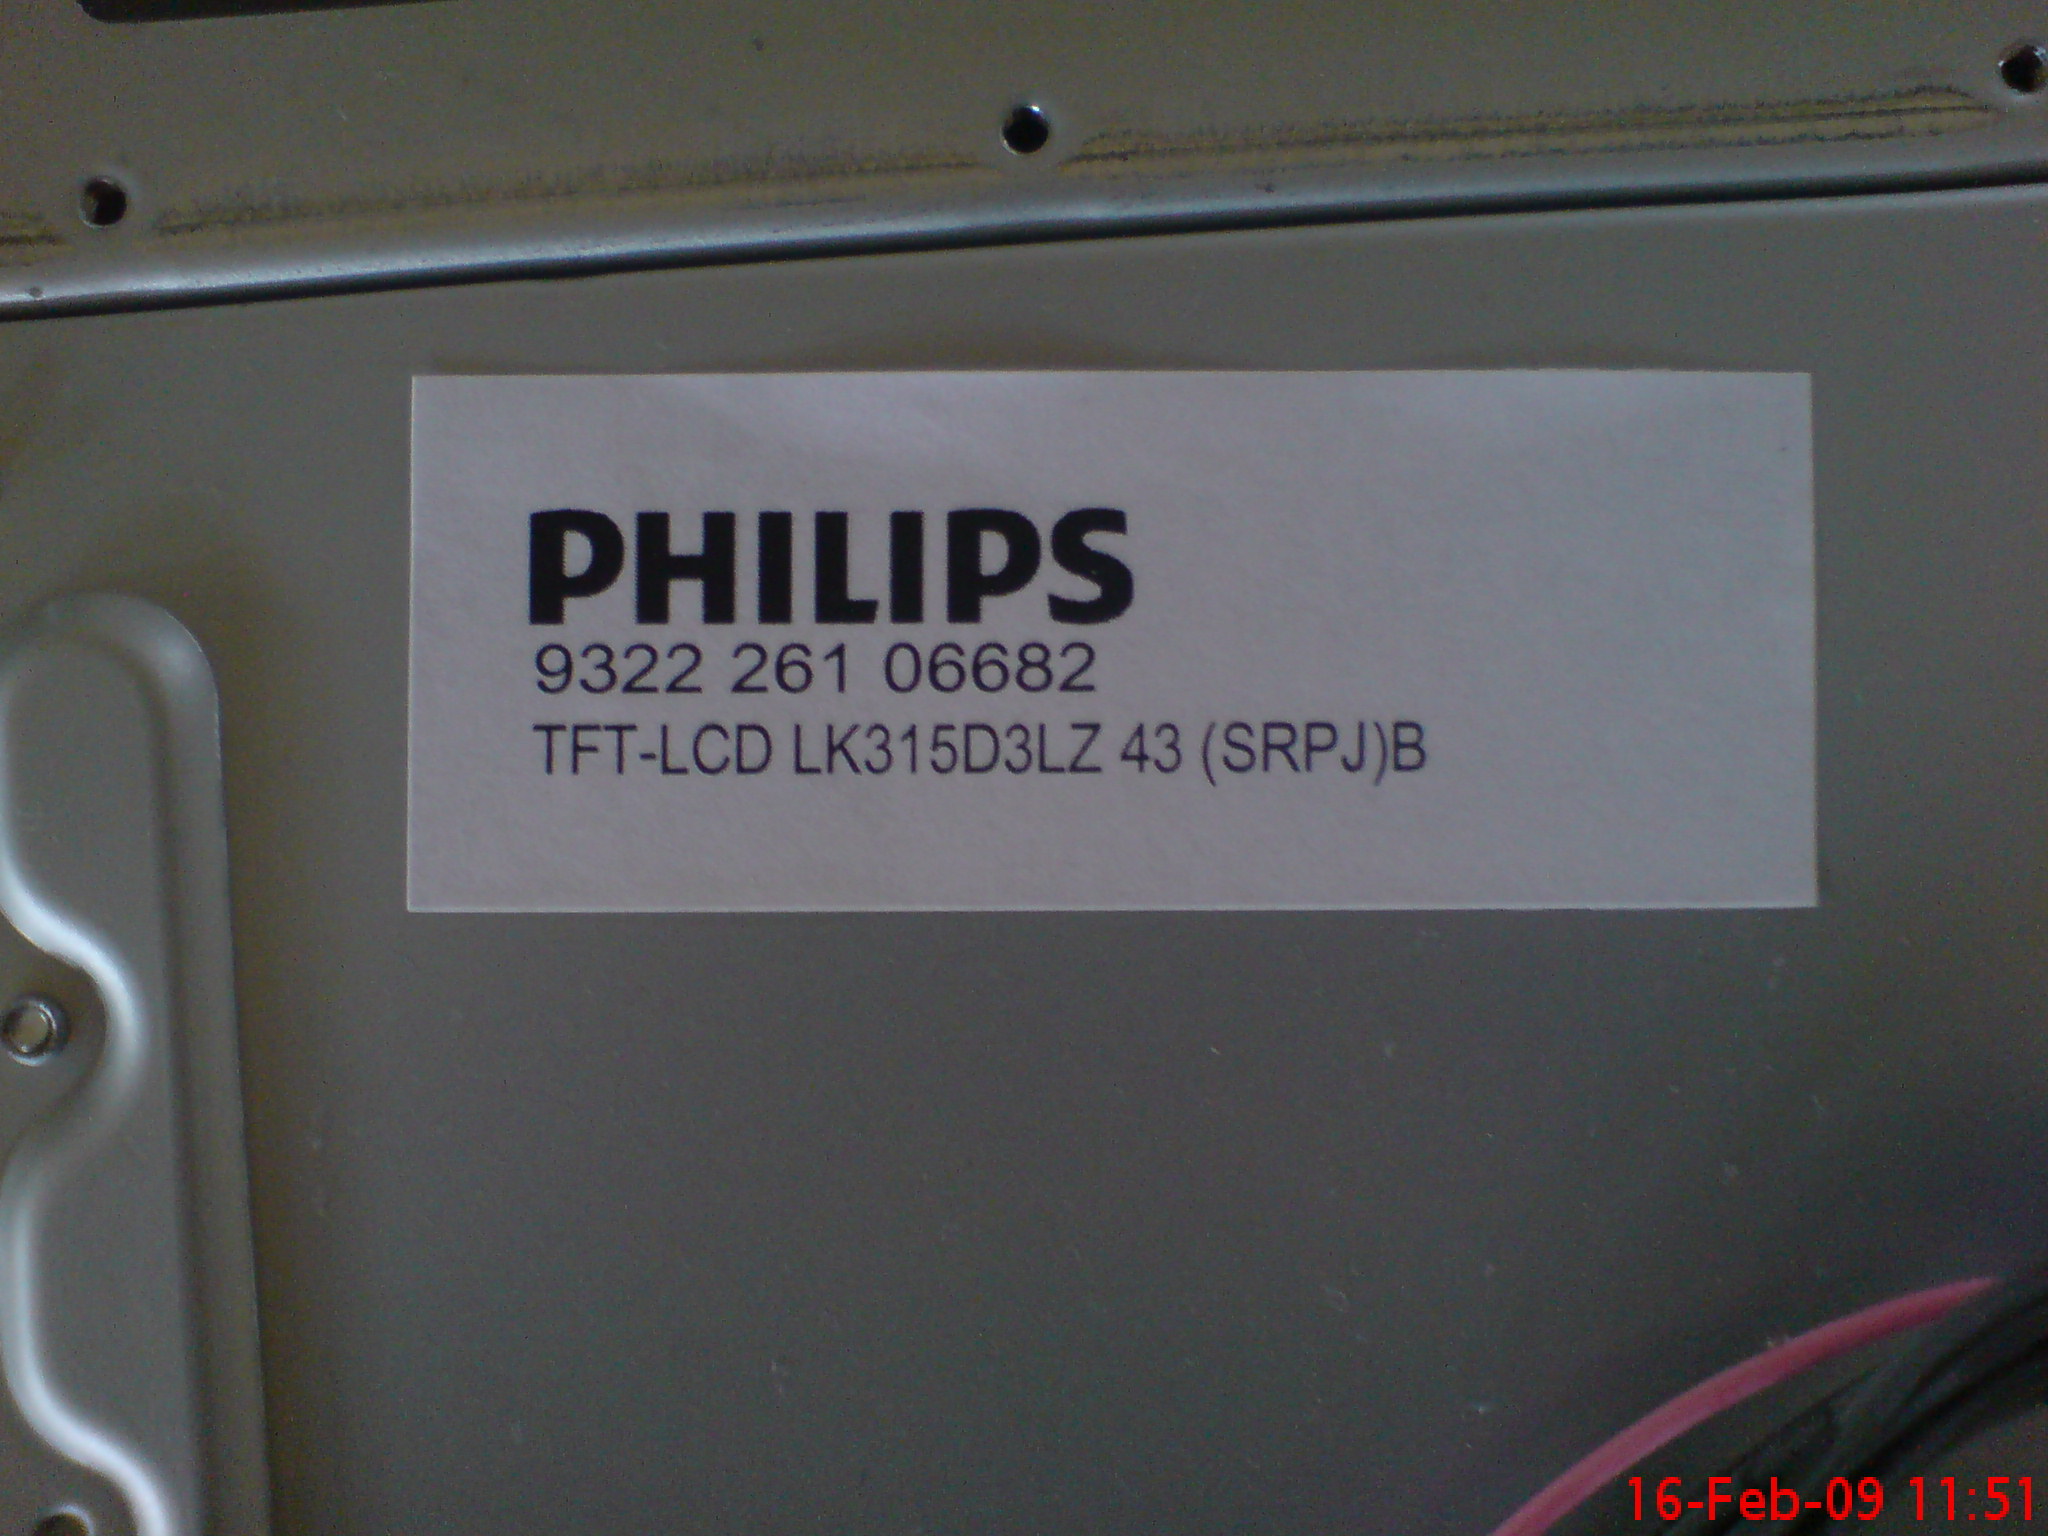 PHILIPS
9322 261 06682
TFT-LCD LK315D3LZ 43 (SRPJ)B
16-Feb-09 11:51